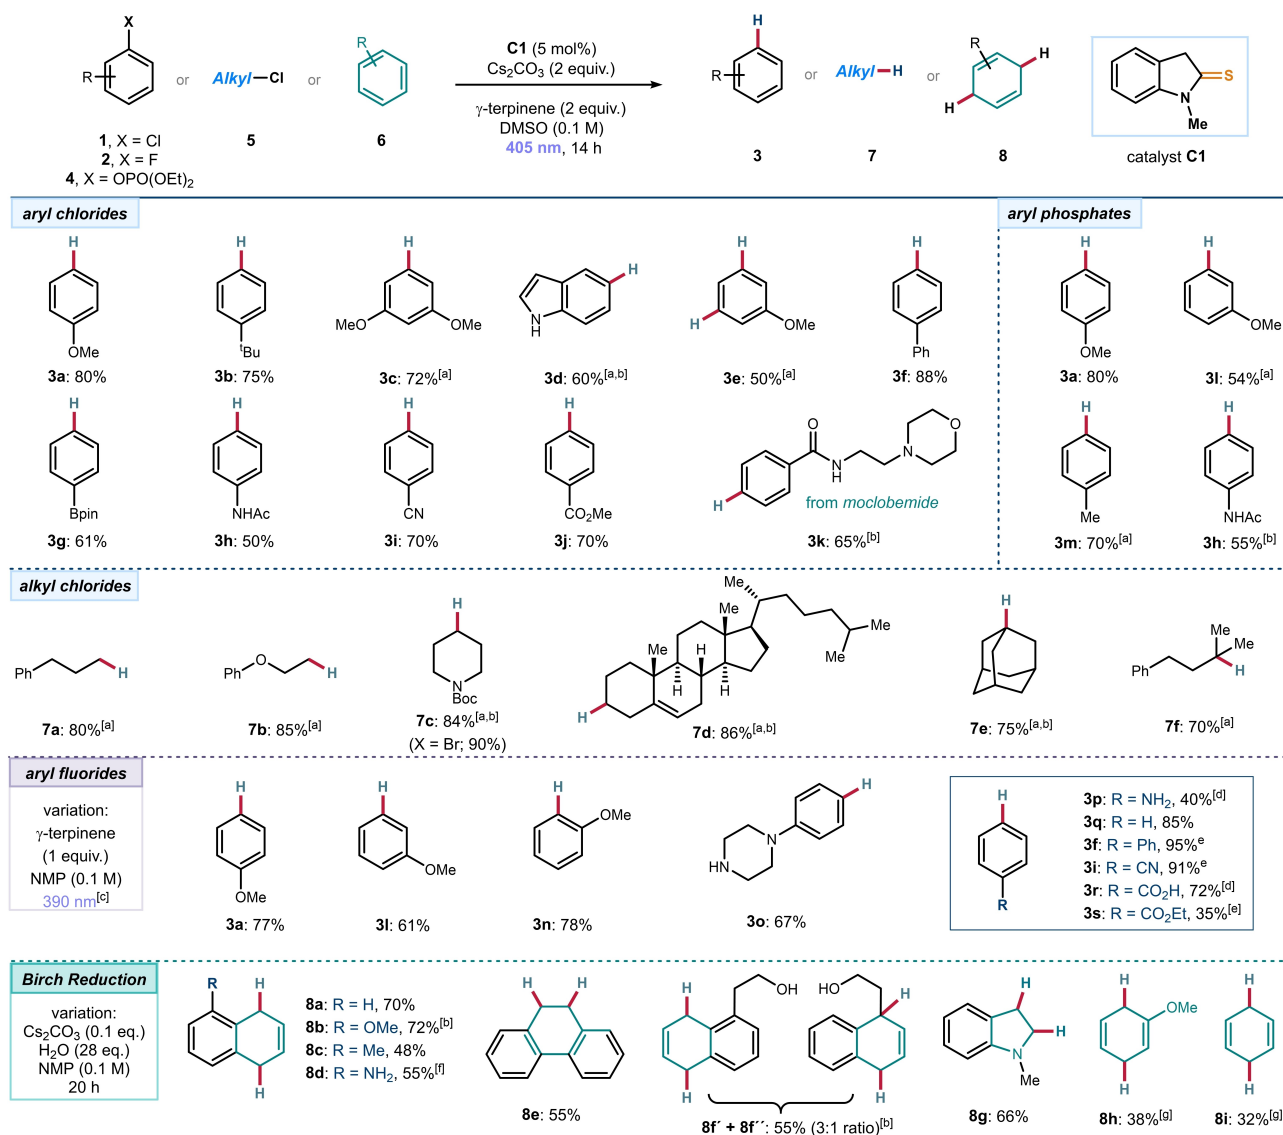 X
R
or
Alkyl—Cl
or
R
C1 (5 mol%)
Cs2CO3 (2 equiv.)
γ-terpinene (2 equiv.)
DMSO (0.1 M)
405 nm, 14 h
H
R
or
Alkyl—H
or
R
H
H
S
N
Me
1, X = Cl
2, X = F
4, X = OPO(OEt)2
5
6
3
7
8
catalyst C1
aryl chlorides
aryl phosphates
H
OMe
3a: 80%
H
tBu
3b: 75%
H
MeO
OMe
3c: 72%[a]
H
N
H
3d: 60%[a,b]
H
H
OMe
3e: 50%[a]
H
Ph
3f: 88%
H
OMe
3a: 80%
H
OMe
3l: 54%[a]
H
Bpin
3g: 61%
H
NHAc
3h: 50%
H
CN
3i: 70%
H
CO2Me
3j: 70%
H
O
N
H
N
O
from moclobemide
3k: 65%[b]
H
Me
3m: 70%[a]
H
NHAc
3h: 55%[b]
alkyl chlorides
Ph
H
7a: 80%[a]
Ph
O
H
7b: 85%[a]
H
N
Boc
7c: 84%[a,b]
(X = Br; 90%)
Me
Me
Me
Me
Me
H
H
H
H
7d: 86%[a,b]
H
7e: 75%[a,b]
Ph
Me
Me
H
7f: 70%[a]
aryl fluorides
variation:
γ-terpinene
(1 equiv.)
NMP (0.1 M)
390 nm[c]
H
OMe
3a: 77%
H
OMe
3l: 61%
H
OMe
3n: 78%
H
N
HN
3o: 67%
H
R
3p: R = NH2, 40%[d]
3q: R = H, 85%
3f: R = Ph, 95%e
3i: R = CN, 91%e
3r: R = CO2H, 72%[d]
3s: R = CO2Et, 35%[e]
Birch Reduction
variation:
Cs2CO3 (0.1 eq.)
H2O (28 eq.)
NMP (0.1 M)
20 h
R
H
H
8a: R = H, 70%
8b: R = OMe, 72%[b]
8c: R = Me, 48%
8d: R = NH2, 55%[f]
H
H
8e: 55%
H
OH
H
HO
H
H
8f´ + 8f´´: 55% (3:1 ratio)[b]
H
H
N
Me
8g: 66%
H
OMe
H
8h: 38%[g]
H
H
8i: 32%[g]